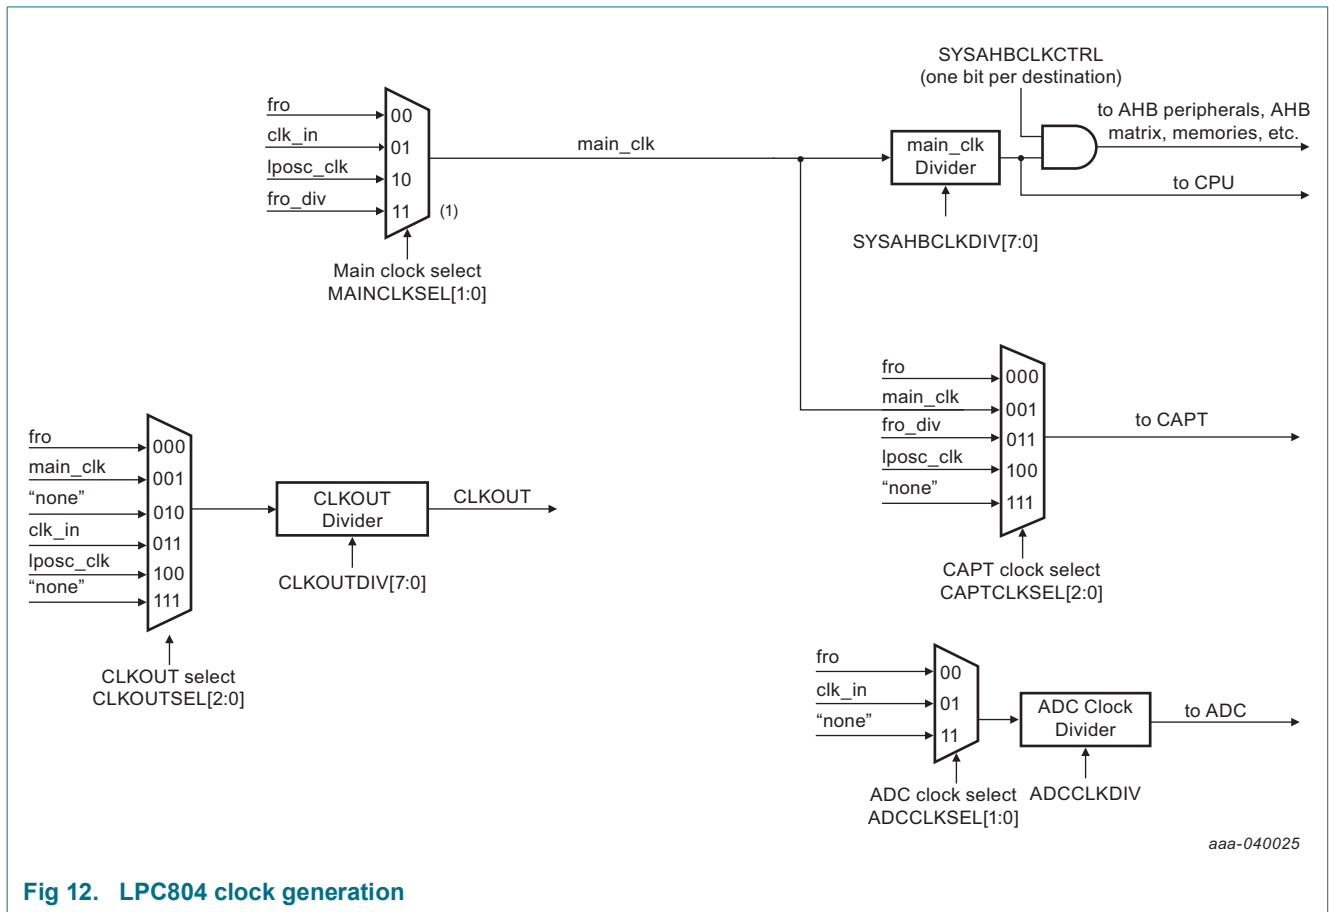 SYSAHBCLKCTRL
(one bit per destination)
to AHB peripherals, AHB
matrix, memories, etc.
fro
00
clk_in
01
lposc_clk
10
fro_div
11
(1)
main_clk
main_clk
Divider
to CPU
SYSAHBCLKDIV[7:0]
Main clock select
MAINCLKSEL[1:0]
fro
000
main_clk
001
fro_div
011
lposc_clk
100
“none”
111
to CAPT
CAPT clock select
CAPTCLKSEL[2:0]
fro
000
main_clk
001
“none”
010
clk_in
011
lposc_clk
100
“none”
111
CLKOUT
Divider
CLKOUT
CLKOUTDIV[7:0]
CLKOUT select
CLKOUTSEL[2:0]
fro
00
clk_in
01
“none”
11
ADC Clock
Divider
to ADC
ADC clock select
ADCCLKSEL[1:0]
ADCCLKDIV
aaa-040025
Fig 12. LPC804 clock generation